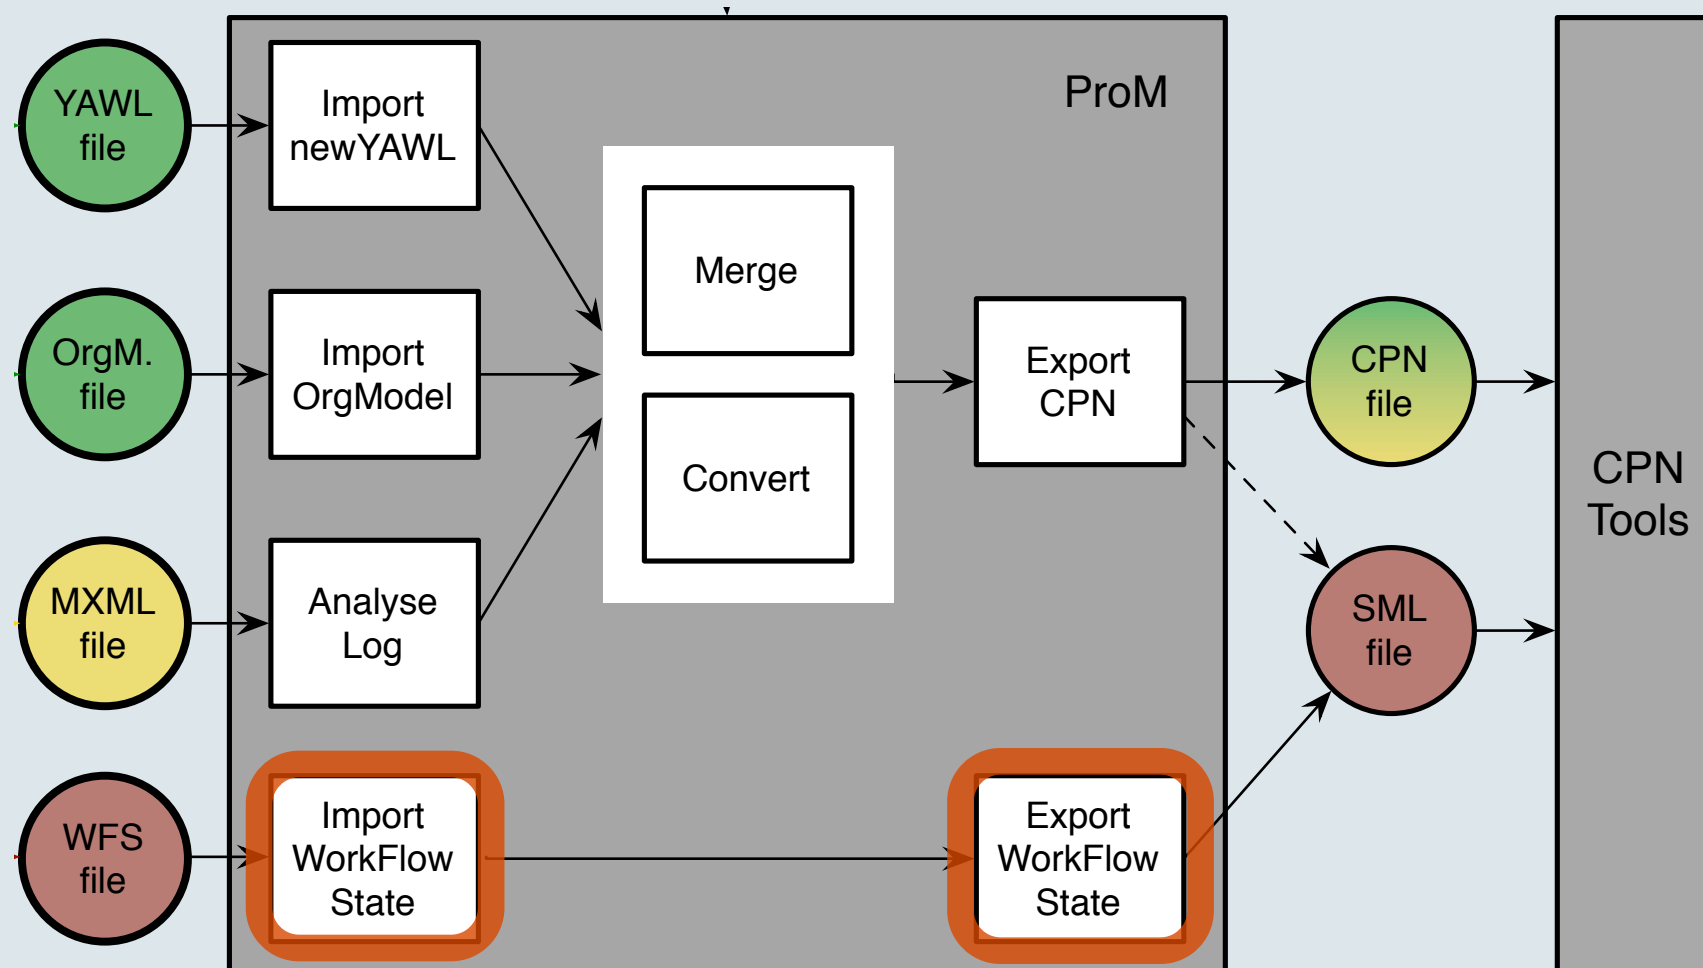 YAWL
file
Import
newYAWL
ProM
Merge
OrgM.
file
Import
OrgModel
Export
CPN
CPN
file
Convert
CPN
Tools
MXML
file
Analyse
Log
SML
file
WFS
file
Import
WorkFlow
State
Export
WorkFlow
State